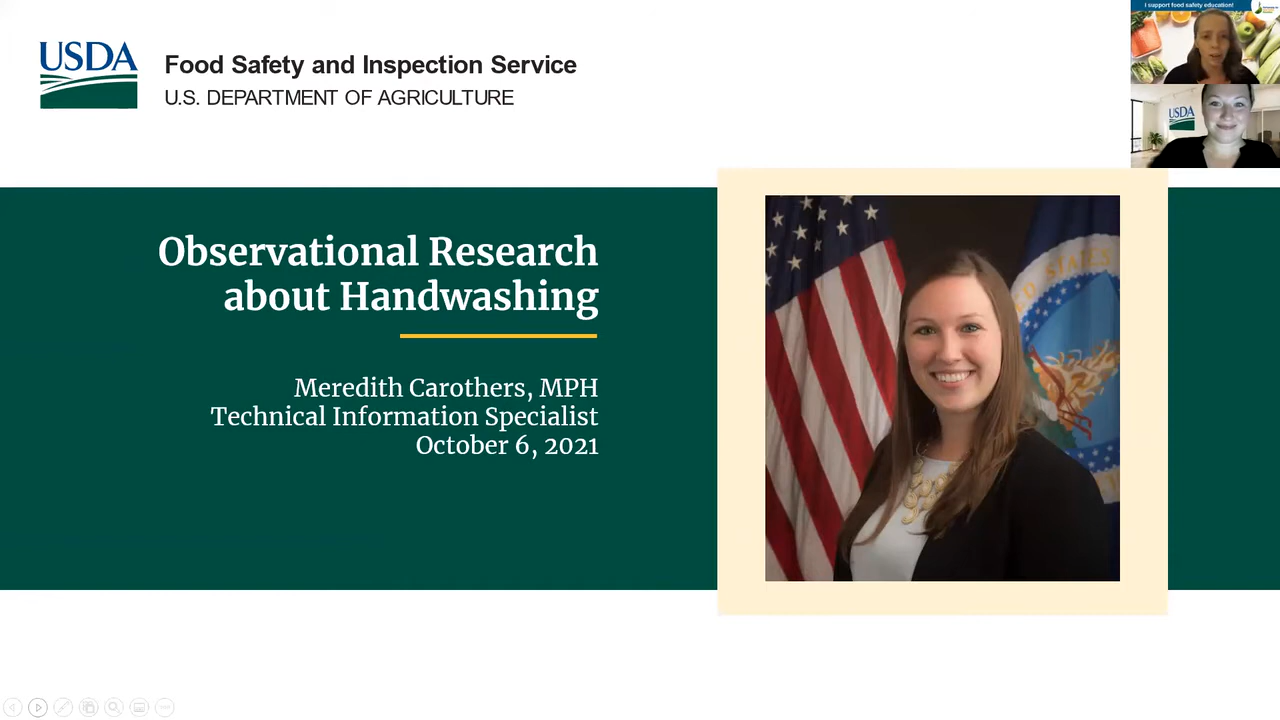 USDA
Food Safety and Inspection Service
U.S. DEPARTMENT OF AGRICULTURE
I support food safety education!
USDA
Observational Research
about Handwashing
Meredith Carothers, MPH
Technical Information Specialist
October 6, 2021